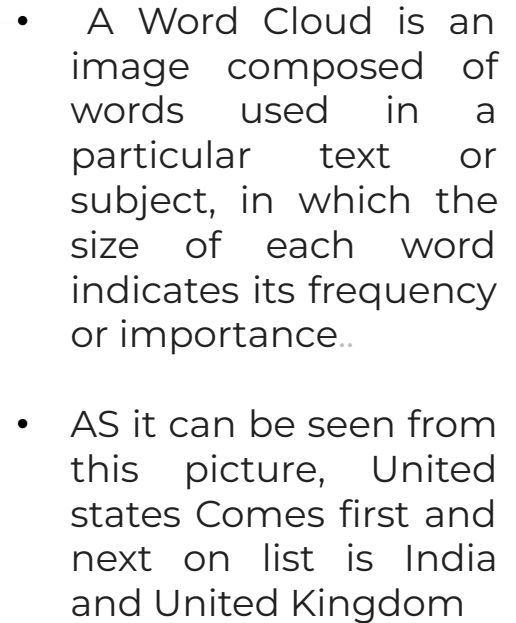 • A Word Cloud is an
image composed of
words used in a
particular text or
subject, in which the
size of each word
indicates its frequency
or importance..
• AS it can be seen from
this picture, United
states Comes first and
next on list is India
and United Kingdom